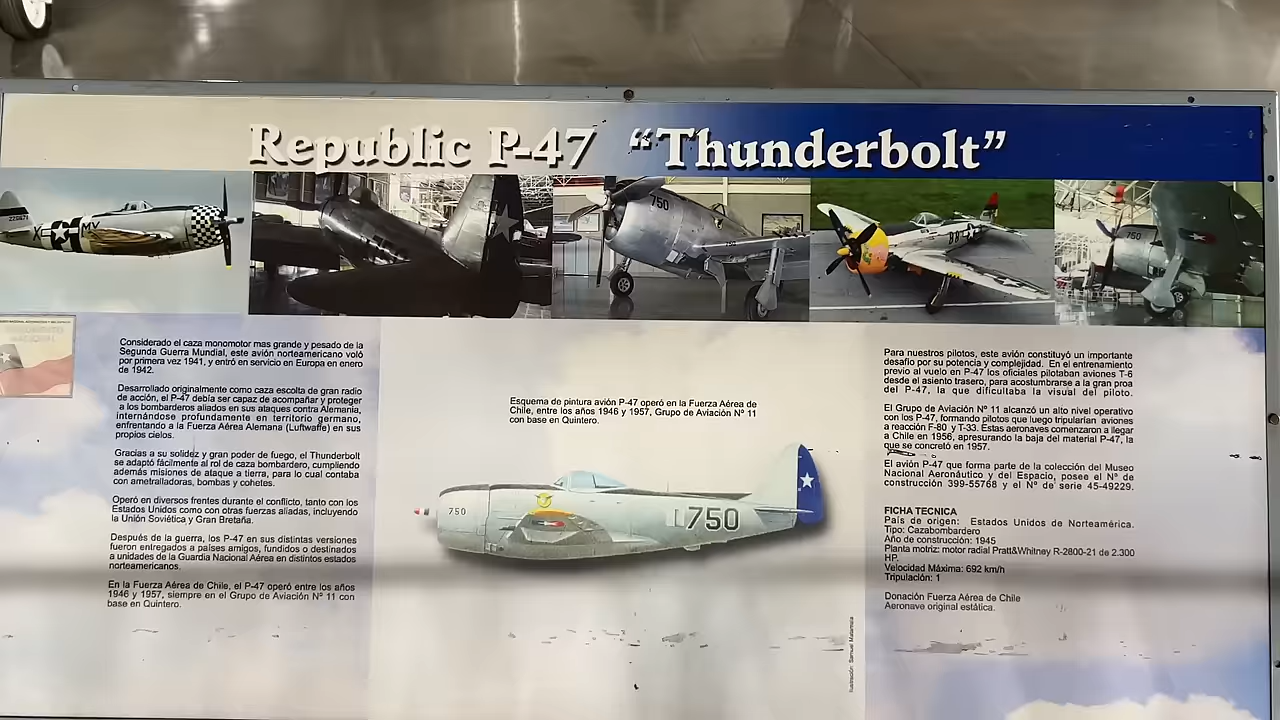 Republic P-47 “Thunderbolt”
750
750
Considerado el caza monomotor mas grande y pesado de la
Segunda Guerra Mundial, este avión norteamericano voló
por primera vez 1941, y entró en servicio en Europa en enero
de 1942.
Desarrollado originalmente como caza escolta de gran radio
de acción, el P-47 debía ser capaz de acompañar y proteger
a los bombarderos aliados en sus ataques contra Alemania,
internándose profundamente en territorio germano,
enfrentando a la Fuerza Aérea Alemana (Luftwaffe) en sus
propios cielos.
Gracias a su solidez y gran poder de fuego, el Thunderbolt
se adaptó fácilmente al rol de caza bombardero, cumpliendo
además misiones de ataque a tierra, para lo cual contaba
con ametralladoras, bombas y cohetes.
Operó en diversos frentes durante el conflicto, tanto con los
Estados Unidos como con otras fuerzas aliadas, incluyendo
la Unión Soviética y Gran Bretaña.
Después de la guerra, los P-47 en sus distintas versiones
fueron entregados a países amigos, fundidos o destinados
a unidades de la Guardia Nacional Aérea en distintos estados
norteamericanos.
En la Fuerza Aérea de Chile, el P-47 operó entre los años
1946 y 1957, siempre en el Grupo de Aviación Nº 11 con
base en Quintero.
Esquema de pintura avión P-47 operó en la Fuerza Aérea de
Chile, entre los años 1946 y 1957, Grupo de Aviación Nº 11
con base en Quintero.
750
750
Ilustración: Samuel Matamala
Para nuestros pilotos, este avión constituyó un importante
desafío por su potencia y complejidad. En el entrenamiento
previo al vuelo en P-47 los oficiales pilotaban aviones T-6
desde el asiento trasero, para acostumbrarse a la gran proa
del P-47, la que dificultaba la visual del piloto.
El Grupo de Aviación Nº 11 alcanzó un alto nivel operativo
con los P-47, formando pilotos que luego tripularían aviones
a reacción F-80 y T-33. Estas aeronaves comenzaron a llegar
a Chile en 1956, apresurando la baja del material P-47, la
que se concretó en 1957.
El avión P-47 que forma parte de la colección del Museo
Nacional Aeronáutico y del Espacio, posee el Nº de
construcción 399-55768 y el Nº de serie 45-49229.
FICHA TECNICA
País de origen: Estados Unidos de Norteamérica.
Tipo: Cazabombardero
Año de construcción: 1945
Planta motriz: motor radial Pratt&Whitney R-2800-21 de 2.300
HP.
Velocidad Máxima: 692 km/h
Tripulación: 1
Donación Fuerza Aérea de Chile
Aeronave original estática.